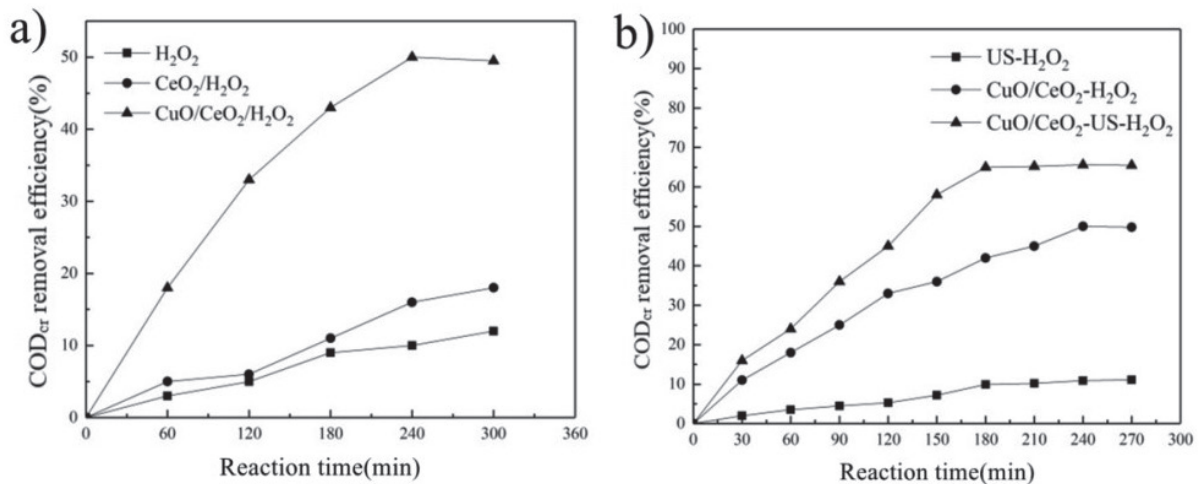 a)
H₂O₂
CeO₂/H₂O₂
CuO/CeO₂/H₂O₂
COD_cr removal efficiency(%)
50
40
30
20
10
0
0 60 120 180 240 300 360
Reaction time(min)
b)
US-H₂O₂
CuO/CeO₂-H₂O₂
CuO/CeO₂-US-H₂O₂
COD_cr removal efficiency(%)
100
90
80
70
60
50
40
30
20
10
0
0 30 60 90 120 150 180 210 240 270 300
Reaction time(min)